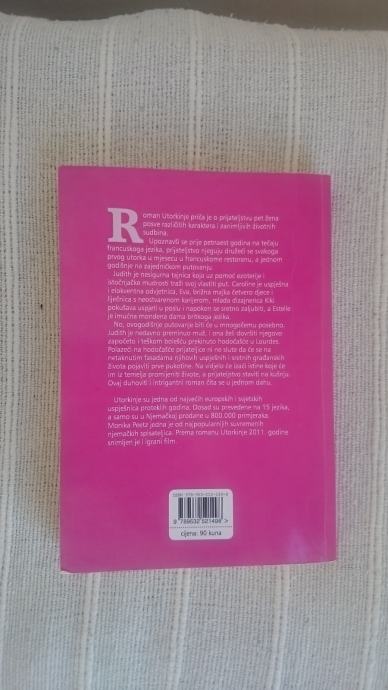 Roman Utorkinje priča je o prijateljstvu pet žena
posve različitih karaktera i zanimljivih životnih
sudbina.
Upoznavši se prije petnaest godina na tečaju
francuskoga jezika, prijateljstvo njeguju družeći se svakoga
prvog utorka u mjesecu u francuskome restoranu, a jednom
godišnje na zajedničkom putovanju.
Judith je nesigurna tajnica koja uz pomoć ezoterije i
istočnjačke mudrosti traži svoj vlastiti put. Caroline je uspješna
i elokventna odvjetnica, Eva, brižna majka četvero djece i
liječnica s neostvarenom karijerom, mlada dizajnerica Kiki
pokušava uspjeti u poslu i napokon se sretno zaljubiti, a Estelle
je imućna mondena dama britkoga jezika.
No, ovogodišnje putovanje bit će u mnogočemu posebno.
Judith je nedavno preminuo muž, i ona želi dovršiti njegovo
započeto i teškom bolešću prekinuto hodočašće u Lourdes.
Polazeći na hodočašće prijateljice ni ne slute da će se na
netaknutim fasadama njihovih uspješnih i sretnih građanskih
života pojaviti prve pukotine. Na vidjelo će izaći istine koje će
im iz temelja promijeniti živote, a prijateljstvo staviti na kušnju.
Ovaj duhoviti i intrigantni roman čita se u jednom dahu.
Utorkinje su jedna od najvećih europskih i svjetskih
uspješnica proteklih godina. Dosad su prevedene na 15 jezika,
a samo su u Njemačkoj prodane u 800.000 primjeraka.
Monika Peetz jedna je od najpopularnijih suvremenih
njemačkih spisateljica. Prema romanu Utorkinje 2011. godine
snimljen je i igrani film.
9 789532 521498 >
cijena: 90 kuna